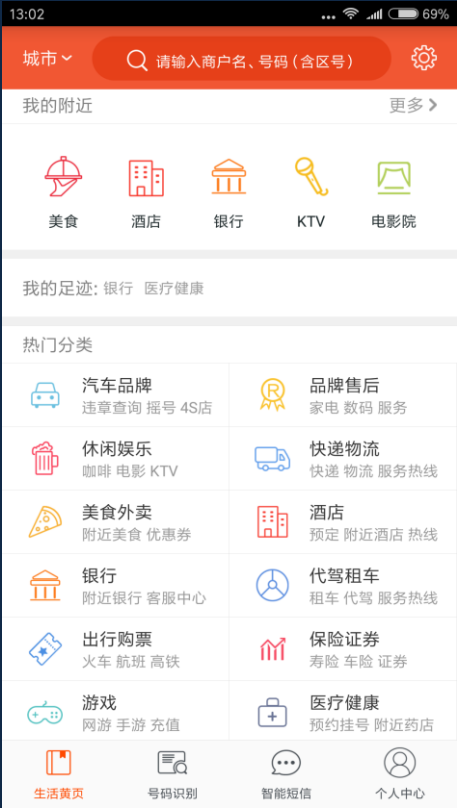 13:02
69%
城市
请输入商户名、号码(含区号)
我的附近
更多
美食 酒店 银行 KTV 电影院
我的足迹: 银行 医疗健康
热门分类
汽车品牌
违章查询 摇号 4S店
品牌售后
家电 数码 服务
休闲娱乐
咖啡 电影 KTV
快递物流
快递 物流 服务热线
美食外卖
附近美食 优惠券
酒店
预定 附近酒店 热线
银行
附近银行 客服中心
代驾租车
租车 代驾 服务热线
出行购票
火车 航班 高铁
保险证券
寿险 车险 证券
游戏
网游 手游 充值
医疗健康
预约挂号 附近药店
生活黄页 号码识别 智能短信 个人中心